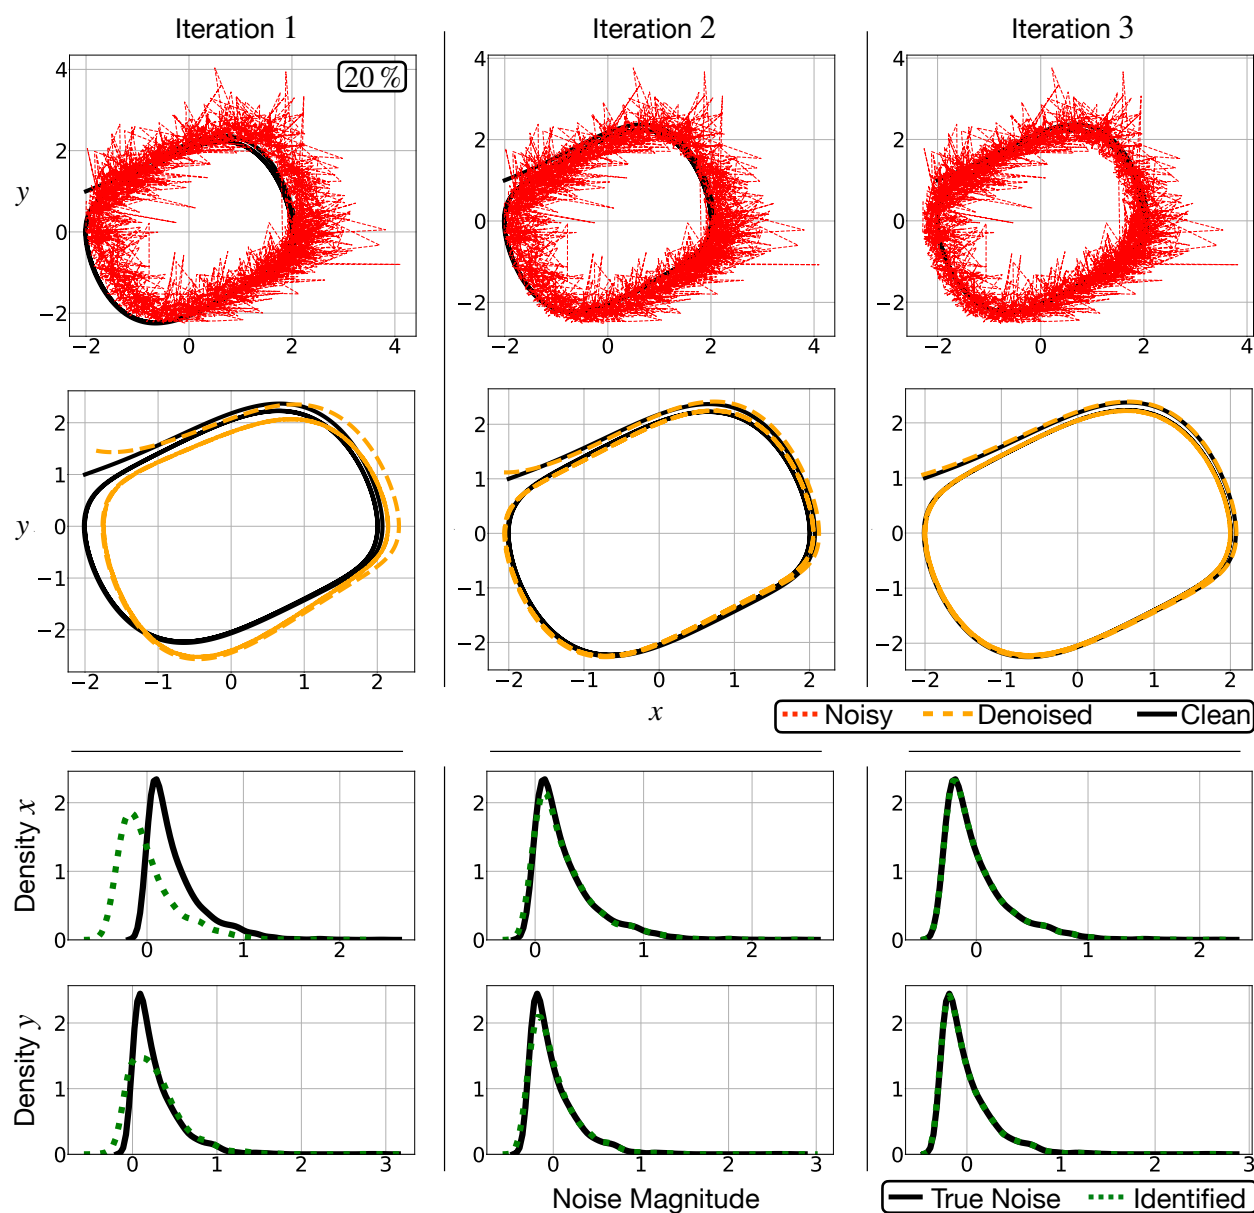 Iteration 1
Iteration 2
Iteration 3
20 %
y
4
2
0
−2
−2 0 2 4
4
2
0
−2
−2 0 2 4
4
2
0
−2
−2 0 2 4
y
2
1
0
−1
−2
−2 −1 0 1 2
2
1
0
−1
−2
−2 −1 0 1 2
2
1
0
−1
−2
−2 −1 0 1 2
x
Noisy Denoised Clean
Density x
2
1
0
0 1 2
2
1
0
0 1 2
2
1
0
0 1 2
Density y
2
1
0
0 1 2 3
2
1
0
0 1 2 3
2
1
0
0 1 2 3
Noise Magnitude
True Noise Identified